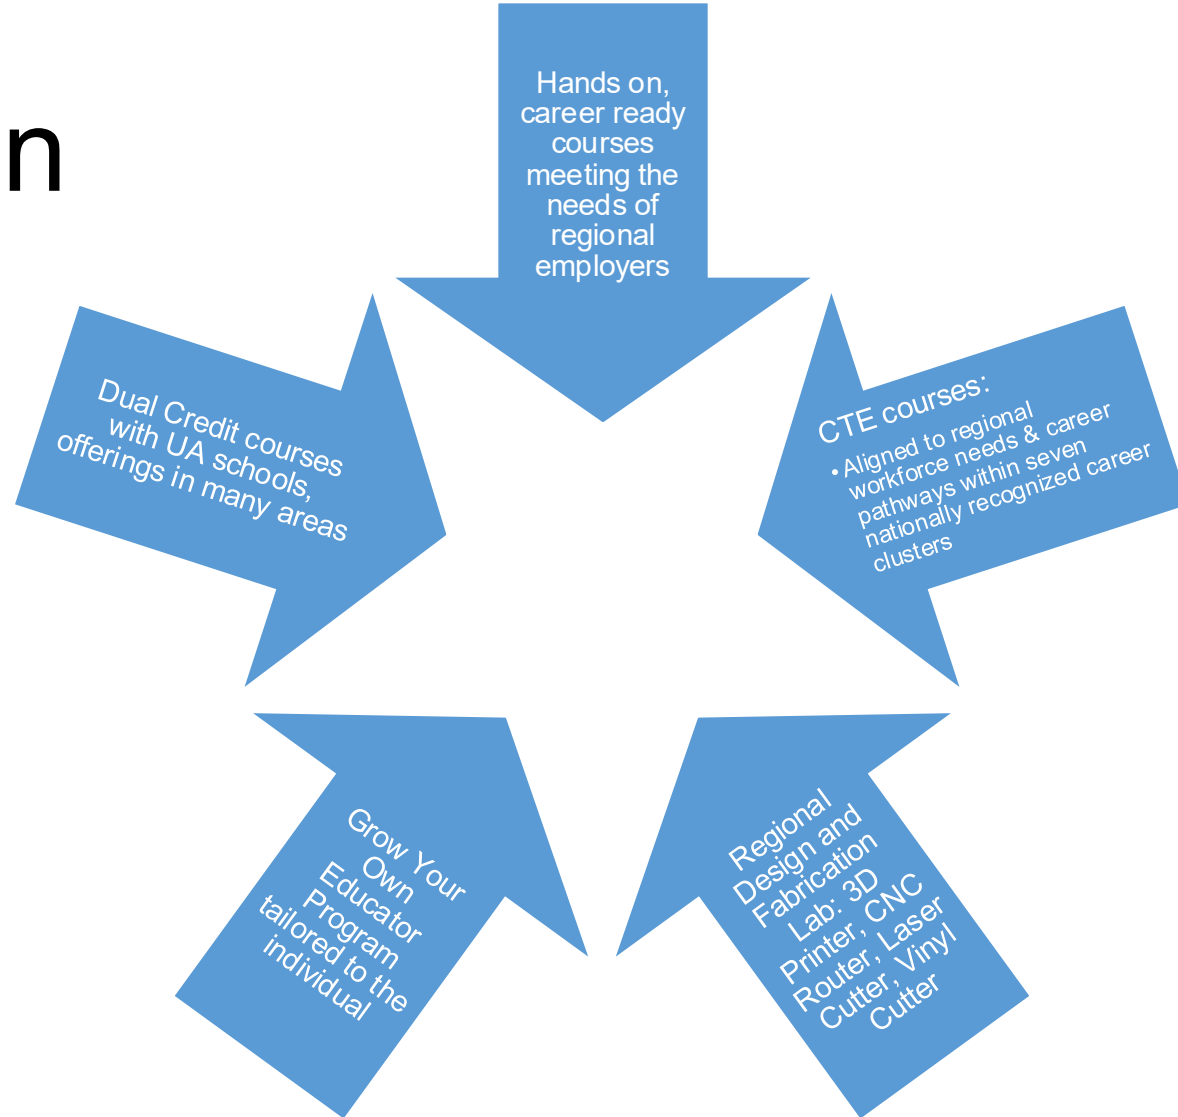 n
Hands on,
career ready
courses
meeting the
needs of
regional
employers
CTE courses:
• Aligned to regional
workforce needs & career
pathways within seven
nationally recognized career
clusters
Regional
Design and
Fabrication
Lab: 3D
Printer, CNC
Router, Laser
Cutter, Vinyl
Cutter
Grow Your
Own
Educator
Program
tailored to the
individual
Dual Credit courses
with UA schools,
offerings in many areas